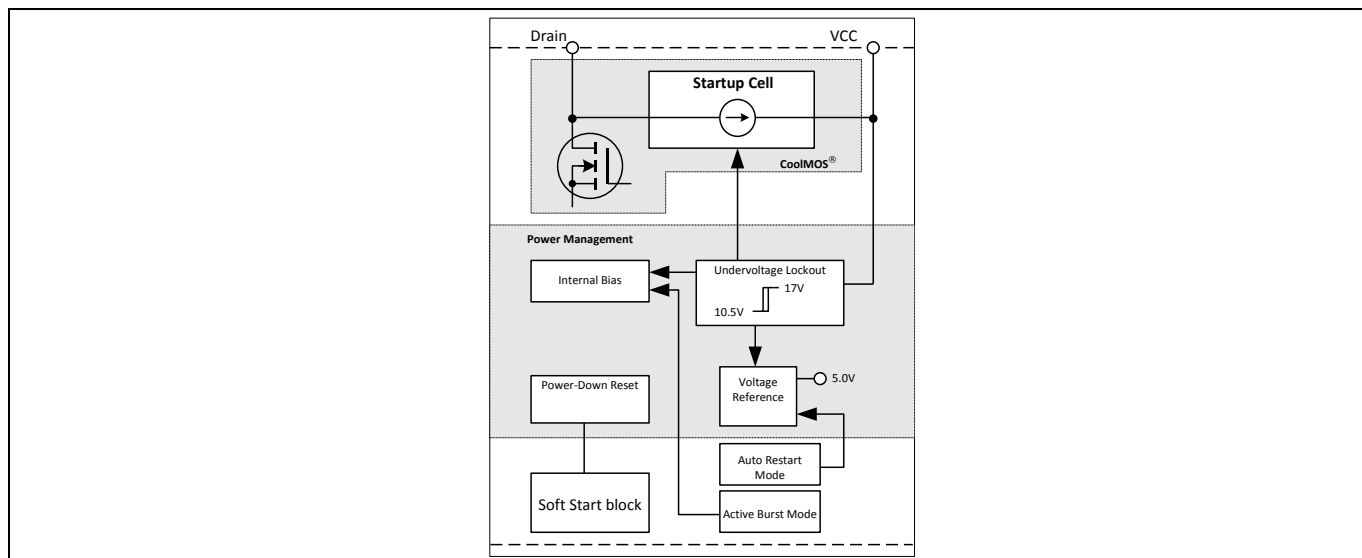 Drain
VCC
Startup Cell
CoolMOS®
Power Management
Internal Bias
Undervoltage Lockout
17V
10.5V
Power-Down Reset
Voltage
Reference
5.0V
Auto Restart
Mode
Soft Start block
Active Burst Mode